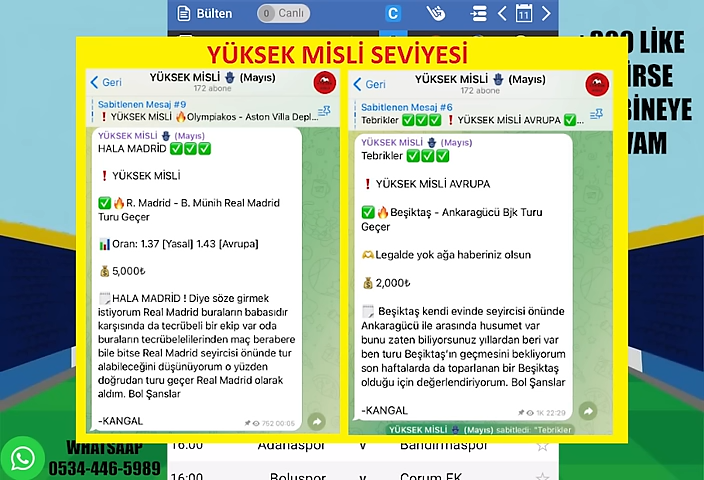 Bülten
0 Canlı
C
11
LİKE
BİNEYE
YÜKSEK MİSLİ SEVİYESİ
Geri
YÜKSEK MİSLİ (Mayıs)
172 abone
Sabitlenen Mesaj #9
❗ YÜKSEK MİSLİ 🔥Olympiakos - Aston Villa Depl...
YÜKSEK MİSLİ (Mayıs)
HALA MADRİD ✅✅✅
❗ YÜKSEK MİSLİ
✅🔥R. Madrid - B. Münih Real Madrid
Turu Geçer
📊Oran: 1.37 [Yasal] 1.43 [Avrupa]
💰5,000₺
🗒️HALA MADRİD ! Diye söze girmek
istiyorum Real Madrid buraların babasıdır
karşısında da tecrübeli bir ekip var oda
buraların tecrübelelilerinden maç berabere
bile bitse Real Madrid seyircisi önünde tur
alabileceğini düşünüyorum o yüzden
doğrudan turu geçer Real Madrid olarak
aldım. Bol Şanslar
-KANGAL
752 00:05
Geri
YÜKSEK MİSLİ (Mayıs)
172 abone
Sabitlenen Mesaj #6
Tebrikler ✅✅✅ ❗ YÜKSEK MİSLİ AVRUPA ✅...
YÜKSEK MİSLİ (Mayıs)
Tebrikler ✅✅✅
❗ YÜKSEK MİSLİ AVRUPA
✅🔥Beşiktaş - Ankaragücü Bjk Turu
Geçer
🫶Legalde yok ağa haberiniz olsun
💰2,000₺
🗒️ Beşiktaş kendi evinde seyircisi önünde
Ankaragücü ile arasında husumet var
bunu zaten biliyorsunuz yıllardan beri var
ben turu Beşiktaş'ın geçmesini bekliyorum
son haftalarda da toparlanan bir Beşiktaş
olduğu için değerlendiriyorum. Bol Şanslar
-KANGAL
1K 22:29
YÜKSEK MİSLİ (Mayıs) sabitledi: "Tebrikler
16:00 Adanaspor v Bandırmaspor
16:00 Boluspor v Çorum FK
WHATSAAP
0534-446-5989